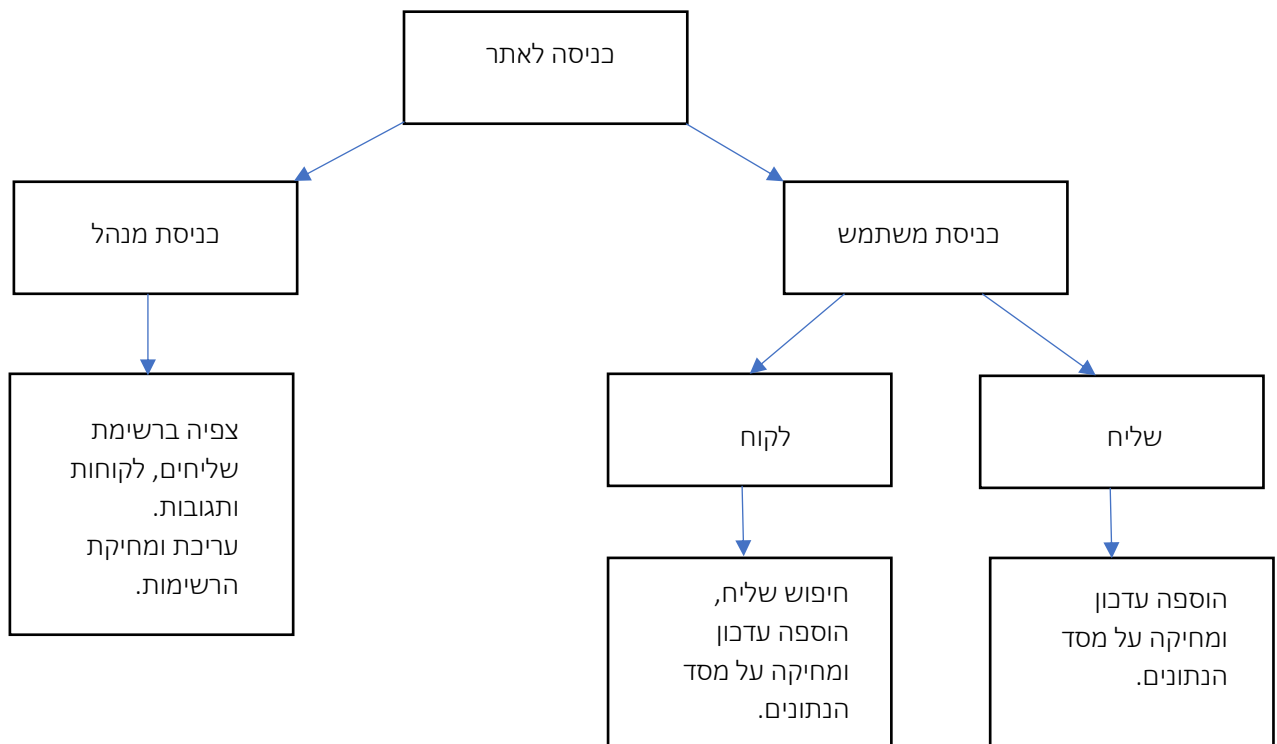 כניסה לאתר
כניסת משתמש
כניסת מנהל
שליח
לקוח
צפיה ברשימת
שליחים, לקוחות
ותגובות.
עריכת ומחיקת
הרשימות.
הוספה עדכון
ומחיקה על מסד
הנתונים.
חיפוש שליח,
הוספה עדכון
ומחיקה על מסד
הנתונים.